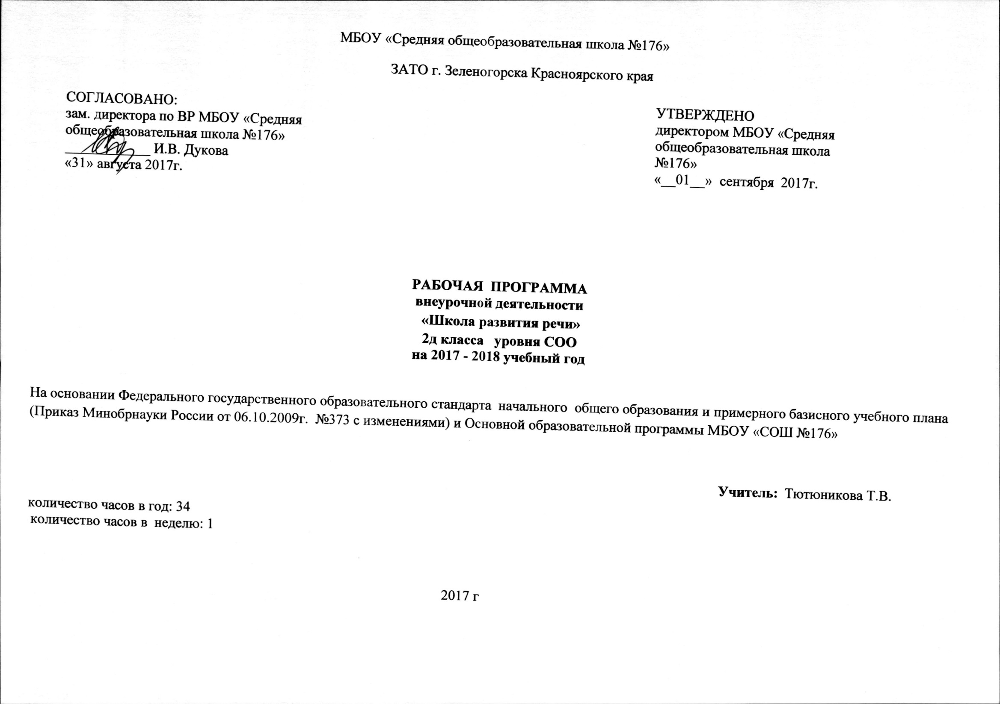 МБОУ «Средняя общеобразовательная школа №176»
ЗАТО г. Зеленогорска Красноярского края
СОГЛАСОВАНО:
зам. директора по ВР МБОУ «Средняя
общеобразовательная школа №176»
____________ И.В. Дукова
«31» августа 2017г.
УТВЕРЖДЕНО
директором МБОУ «Средняя
общеобразовательная школа
№176»
«__01__»  сентября  2017г.
РАБОЧАЯ  ПРОГРАММА
внеурочной деятельности
«Школа развития речи»
2д класса   уровня СОО
на 2017 - 2018 учебный год
На основании Федерального государственного образовательного стандарта  начального  общего образования и примерного базисного учебного плана
(Приказ Минобрнауки России от 06.10.2009г.  №373 с изменениями) и Основной образовательной программы МБОУ «СОШ №176»
Учитель:  Тютюникова Т.В.
количество часов в год: 34
количество часов в  неделю: 1
2017 г